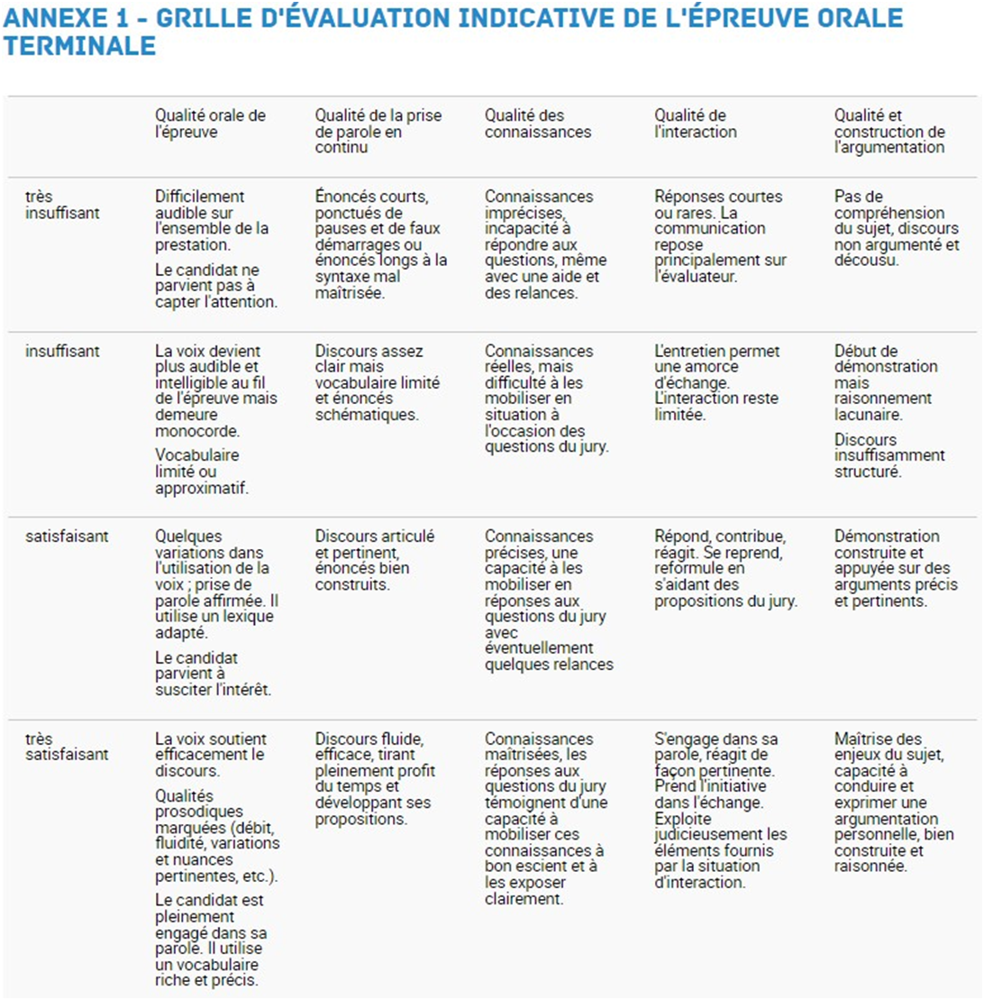 ANNEXE 1 - GRILLE D'ÉVALUATION INDICATIVE DE L'ÉPREUVE ORALE
TERMINALE
Qualité orale de
l'épreuve
Qualité de la prise
de parole en
continu
Qualité des
connaissances
Qualité de
l'interaction
Qualité et
construction de
l'argumentation
très
insuffisant
Difficilement
audible sur
l'ensemble de la
prestation.
Le candidat ne
parvient pas à
capter l'attention.
Énoncés courts,
ponctués de
pauses et de faux
démarrages ou
énoncés longs à la
syntaxe mal
maîtrisée.
Connaissances
imprécises,
incapacité à
répondre aux
questions, même
avec une aide et
des relances.
Réponses courtes
ou rares. La
communication
repose
principalement sur
l'évaluateur.
Pas de
compréhension
du sujet, discours
non argumenté et
décousu.
insuffisant
La voix devient
plus audible et
intelligible au fil
de l'épreuve mais
demeure
monocorde.
Vocabulaire
limité ou
approximatif.
Discours assez
clair mais
vocabulaire limité
et énoncés
schématiques.
Connaissances
réelles, mais
difficulté à les
mobiliser en
situation à
l'occasion des
questions du jury.
L'entretien permet
une amorce
d'échange.
L'interaction reste
limitée.
Début de
démonstration
mais
raisonnement
lacunaire.
Discours
insuffisamment
structuré.
satisfaisant
Quelques
variations dans
l'utilisation de la
voix ; prise de
parole affirmée. Il
utilise un lexique
adapté.
Le candidat
parvient à
susciter l'intérêt.
Discours articulé
et pertinent,
énoncés bien
construits.
Connaissances
précises, une
capacité à les
mobiliser en
réponses aux
questions du jury
avec
éventuellement
quelques relances
Répond, contribue,
réagit. Se reprend,
reformule en
s'aidant des
propositions du jury.
Démonstration
construite et
appuyée sur des
arguments précis
et pertinents.
très
satisfaisant
La voix soutient
efficacement le
discours.
Qualités
prosodiques
marquées (débit,
fluidité, variations
et nuances
pertinentes, etc.).
Le candidat est
pleinement
engagé dans sa
parole. Il utilise
un vocabulaire
riche et précis.
Discours fluide,
efficace, tirant
pleinement profit
du temps et
développant ses
propositions.
Connaissances
maîtrisées, les
réponses aux
questions du jury
témoignent d'une
capacité à
mobiliser ces
connaissances à
bon escient et à
les exposer
clairement.
S'engage dans sa
parole, réagit de
façon pertinente.
Prend l'initiative
dans l'échange.
Exploite
judicieusement les
éléments fournis
par la situation
d'interaction.
Maîtrise des
enjeux du sujet,
capacité à
conduire et
exprimer une
argumentation
personnelle, bien
construite et
raisonnée.